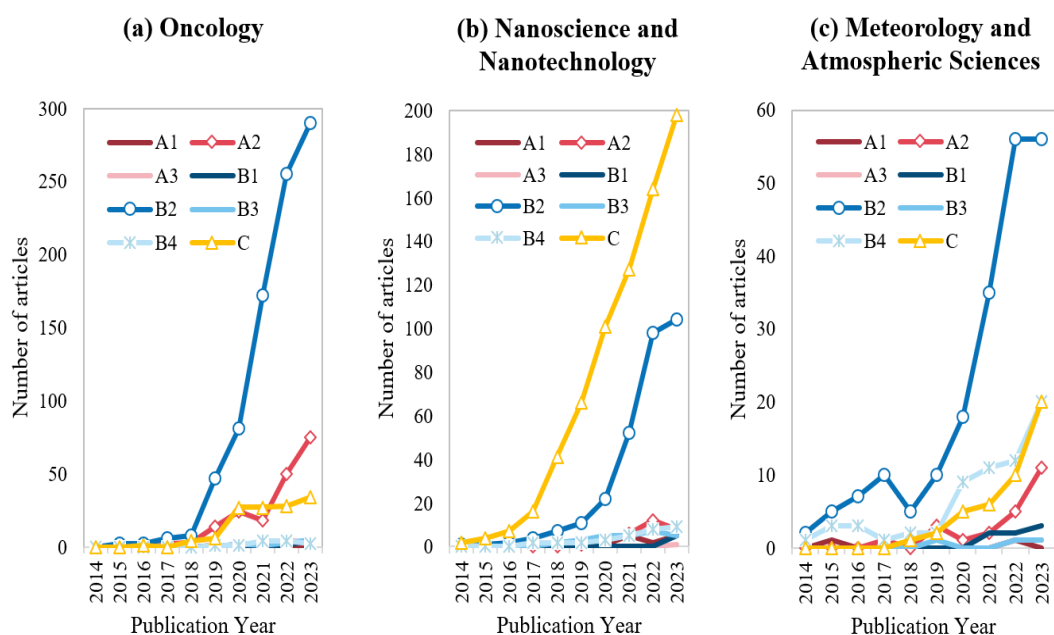 (a) Oncology
Number of articles
300
250
200
150
100
50
0
A1 A2
A3 B1
B2 B3
B4 C
2014 2015 2016 2017 2018 2019 2020 2021 2022 2023
Publication Year
(b) Nanoscience and
Nanotechnology
Number of articles
200
180
160
140
120
100
80
60
40
20
0
A1 A2
A3 B1
B2 B3
B4 C
2014 2015 2016 2017 2018 2019 2020 2021 2022 2023
Publication Year
(c) Meteorology and
Atmospheric Sciences
Number of articles
60
50
40
30
20
10
0
A1 A2
A3 B1
B2 B3
B4 C
2014 2015 2016 2017 2018 2019 2020 2021 2022 2023
Publication Year